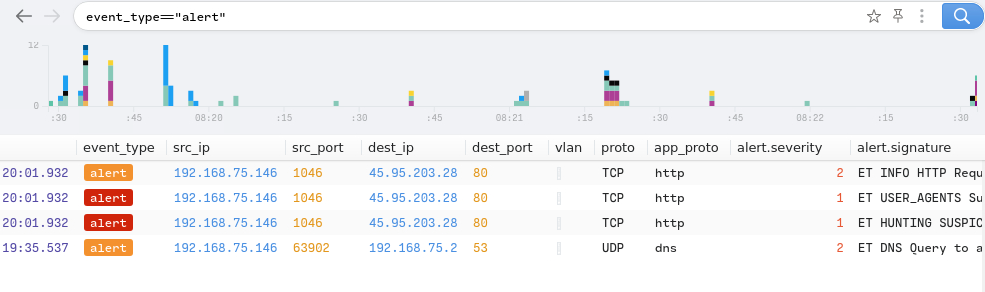 event_type=="alert"
12
0
:30 :45 08:20 :15 :30 :45 08:21 :15 :30 :45 08:22 :15 :30
event_type src_ip src_port dest_ip dest_port vlan proto app_proto alert.severity alert.signature
20:01.932 alert 192.168.75.146 1046 45.95.203.28 80 TCP http 2 ET INFO HTTP Requ
20:01.932 alert 192.168.75.146 1046 45.95.203.28 80 TCP http 1 ET USER_AGENTS Su
20:01.932 alert 192.168.75.146 1046 45.95.203.28 80 TCP http 1 ET HUNTING SUSPIC
19:35.537 alert 192.168.75.146 63902 192.168.75.2 53 UDP dns 2 ET DNS Query to a